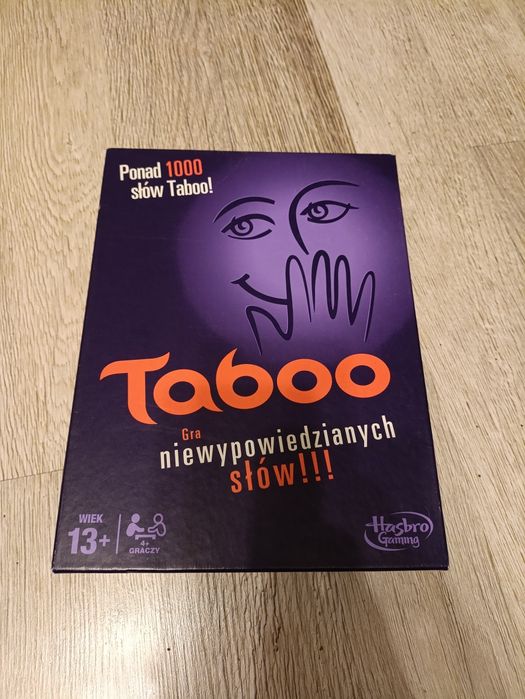 Ponad 1000
słów Taboo!
Taboo
Gra
niewypowiedzianych
słów!!!
WIEK
13+
4+
GRACZY
Hasbro
Gaming